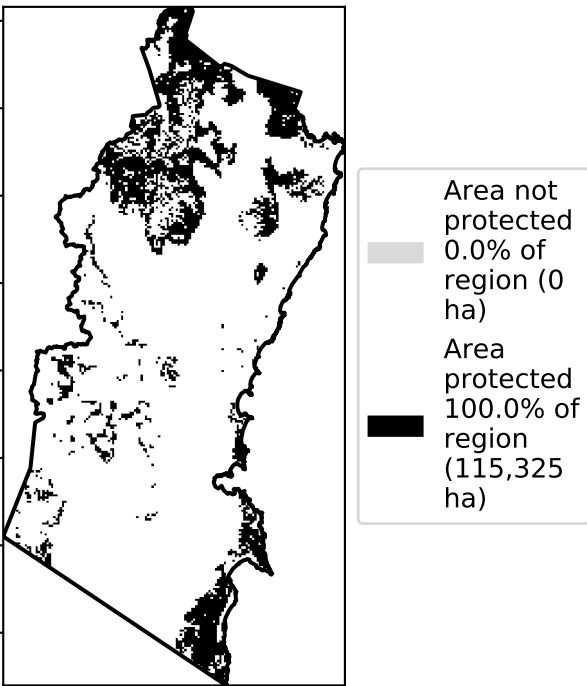 Area not
protected
0.0% of
region (0
ha)
Area
protected
100.0% of
region
(115,325
ha)